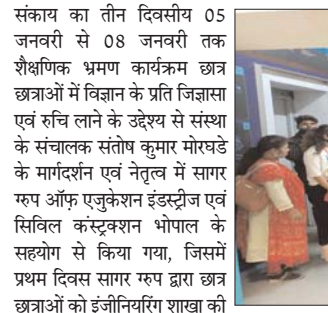 संकाय का तीन दिवसीय 05
जनवरी से 08 जनवरी तक
शैक्षणिक भ्रमण कार्यक्रम छात्र
छात्राओं में विज्ञान के प्रति जिज्ञासा
एवं रुचि लाने के उद्देश्य से संस्था
के संचालक संतोष कुमार मोरघडे
के मार्गदर्शन एवं नेतृत्व में सागर
ग्रुप ऑफ़ एजुकेशन इंडस्ट्रीज एवं
सिविल कंस्ट्रक्शन भोपाल के
सहयोग से किया गया, जिसमें
प्रथम दिवस सागर ग्रुप द्वारा छात्र
छात्राओं को इंजीनियरिंग शाखा की